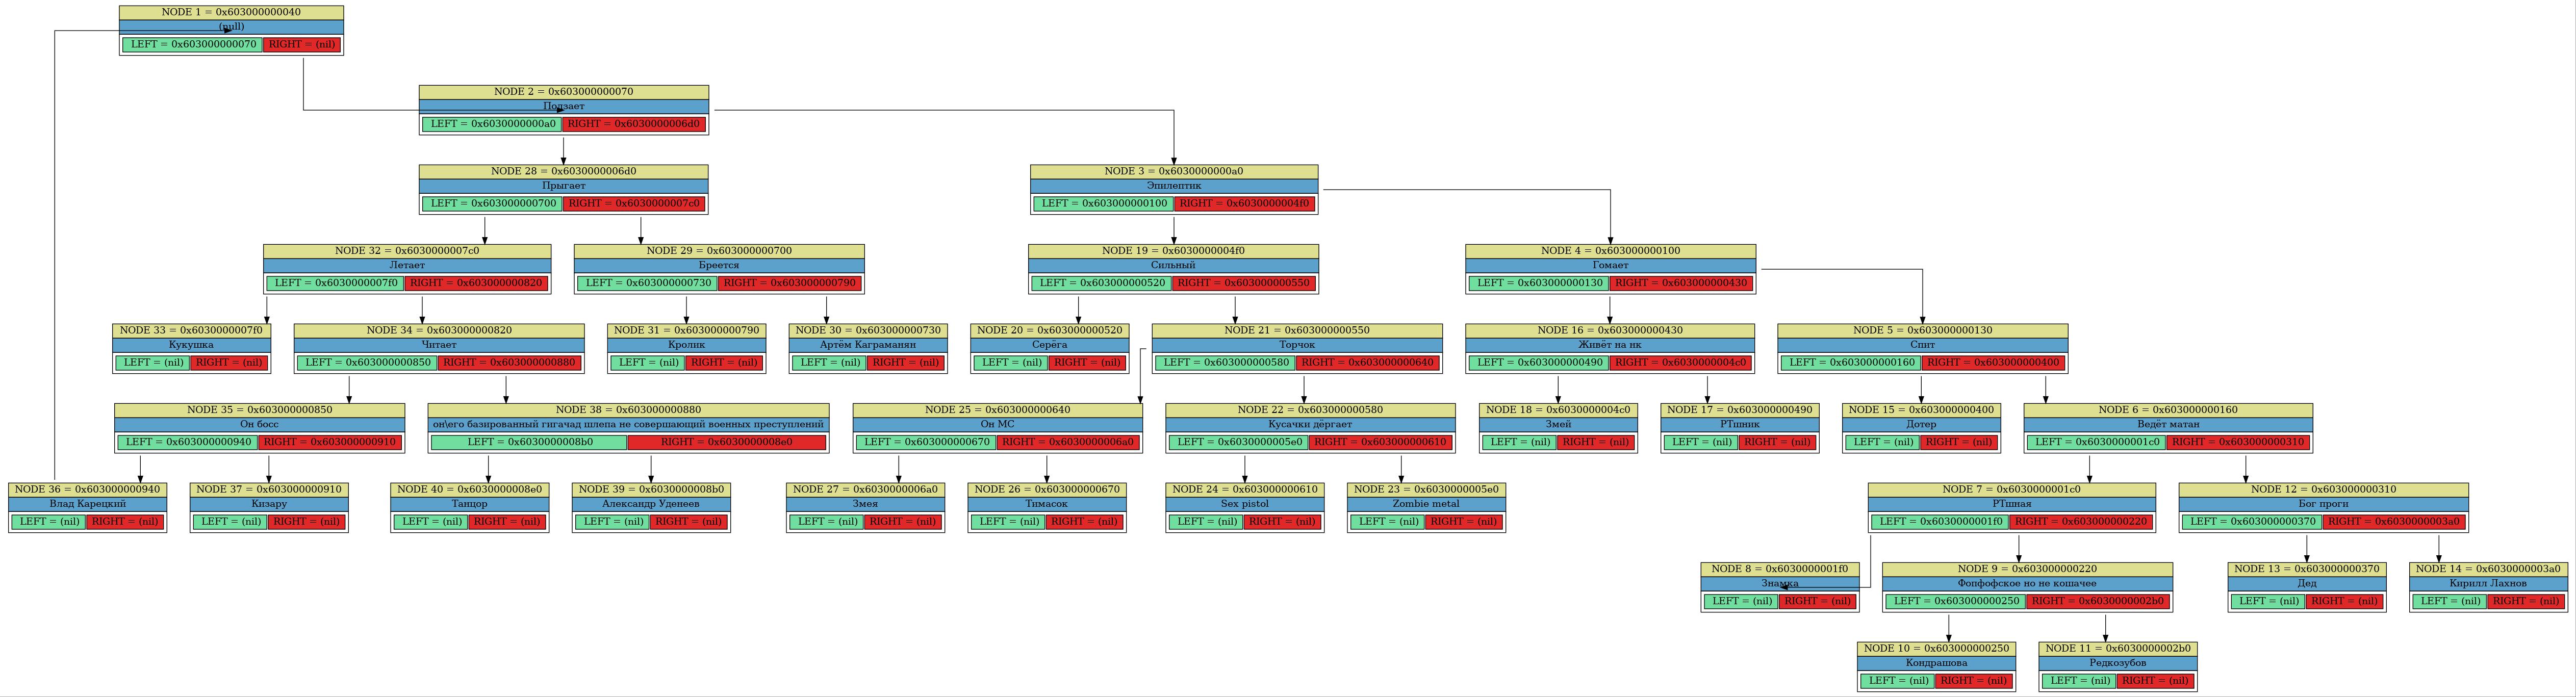 NODE 1 = 0x603000000040
(null)
LEFT = 0x603000000070 RIGHT = (nil)
NODE 2 = 0x603000000070
Ползает
LEFT = 0x6030000000a0 RIGHT = 0x6030000006d0
NODE 28 = 0x6030000006d0
Прыгает
LEFT = 0x603000000700 RIGHT = 0x6030000007c0
NODE 3 = 0x6030000000a0
Эпилептик
LEFT = 0x603000000100 RIGHT = 0x6030000004f0
NODE 32 = 0x6030000007c0
Летает
LEFT = 0x6030000007f0 RIGHT = 0x603000000820
NODE 29 = 0x603000000700
Бреется
LEFT = 0x603000000730 RIGHT = 0x603000000790
NODE 19 = 0x6030000004f0
Сильный
LEFT = 0x603000000520 RIGHT = 0x603000000550
NODE 4 = 0x603000000100
Гомает
LEFT = 0x603000000130 RIGHT = 0x603000000430
NODE 33 = 0x6030000007f0
Кукушка
LEFT = (nil) RIGHT = (nil)
NODE 34 = 0x603000000820
Читает
LEFT = 0x603000000850 RIGHT = 0x603000000880
NODE 31 = 0x603000000790
Кролик
LEFT = (nil) RIGHT = (nil)
NODE 30 = 0x603000000730
Артём Каграманян
LEFT = (nil) RIGHT = (nil)
NODE 20 = 0x603000000520
Серёга
LEFT = (nil) RIGHT = (nil)
NODE 21 = 0x603000000550
Торчок
LEFT = 0x603000000580 RIGHT = 0x603000000640
NODE 16 = 0x603000000430
Живёт на нк
LEFT = 0x603000000490 RIGHT = 0x6030000004c0
NODE 5 = 0x603000000130
Спит
LEFT = 0x603000000160 RIGHT = 0x603000000400
NODE 35 = 0x603000000850
Он босс
LEFT = 0x603000000940 RIGHT = 0x603000000910
NODE 38 = 0x603000000880
он\его базированный гигачад шлепа не совершающий военных преступлений
LEFT = 0x6030000008b0 RIGHT = 0x6030000008e0
NODE 25 = 0x603000000640
Он МС
LEFT = 0x603000000670 RIGHT = 0x6030000006a0
NODE 22 = 0x603000000580
Кусачки дёргает
LEFT = 0x6030000005e0 RIGHT = 0x603000000610
NODE 18 = 0x6030000004c0
Змей
LEFT = (nil) RIGHT = (nil)
NODE 17 = 0x603000000490
РТшник
LEFT = (nil) RIGHT = (nil)
NODE 15 = 0x603000000400
Дотер
LEFT = (nil) RIGHT = (nil)
NODE 6 = 0x603000000160
Ведёт матан
LEFT = 0x6030000001c0 RIGHT = 0x603000000310
NODE 36 = 0x603000000940
Влад Карецкий
LEFT = (nil) RIGHT = (nil)
NODE 37 = 0x603000000910
Кизару
LEFT = (nil) RIGHT = (nil)
NODE 40 = 0x6030000008e0
Танцор
LEFT = (nil) RIGHT = (nil)
NODE 39 = 0x6030000008b0
Александр Уденеев
LEFT = (nil) RIGHT = (nil)
NODE 27 = 0x6030000006a0
Змея
LEFT = (nil) RIGHT = (nil)
NODE 26 = 0x603000000670
Тимасок
LEFT = (nil) RIGHT = (nil)
NODE 24 = 0x603000000610
Sex pistol
LEFT = (nil) RIGHT = (nil)
NODE 23 = 0x6030000005e0
Zombie metal
LEFT = (nil) RIGHT = (nil)
NODE 7 = 0x6030000001c0
РТшная
LEFT = 0x6030000001f0 RIGHT = 0x603000000220
NODE 12 = 0x603000000310
Бог проги
LEFT = 0x603000000370 RIGHT = 0x6030000003a0
NODE 8 = 0x6030000001f0
Знамка
LEFT = (nil) RIGHT = (nil)
NODE 9 = 0x603000000220
Фопфофское но не кошачее
LEFT = 0x603000000250 RIGHT = 0x6030000002b0
NODE 13 = 0x603000000370
Дед
LEFT = (nil) RIGHT = (nil)
NODE 14 = 0x6030000003a0
Кирилл Лахнов
LEFT = (nil) RIGHT = (nil)
NODE 10 = 0x603000000250
Кондрашова
LEFT = (nil) RIGHT = (nil)
NODE 11 = 0x6030000002b0
Редкозубов
LEFT = (nil) RIGHT = (nil)